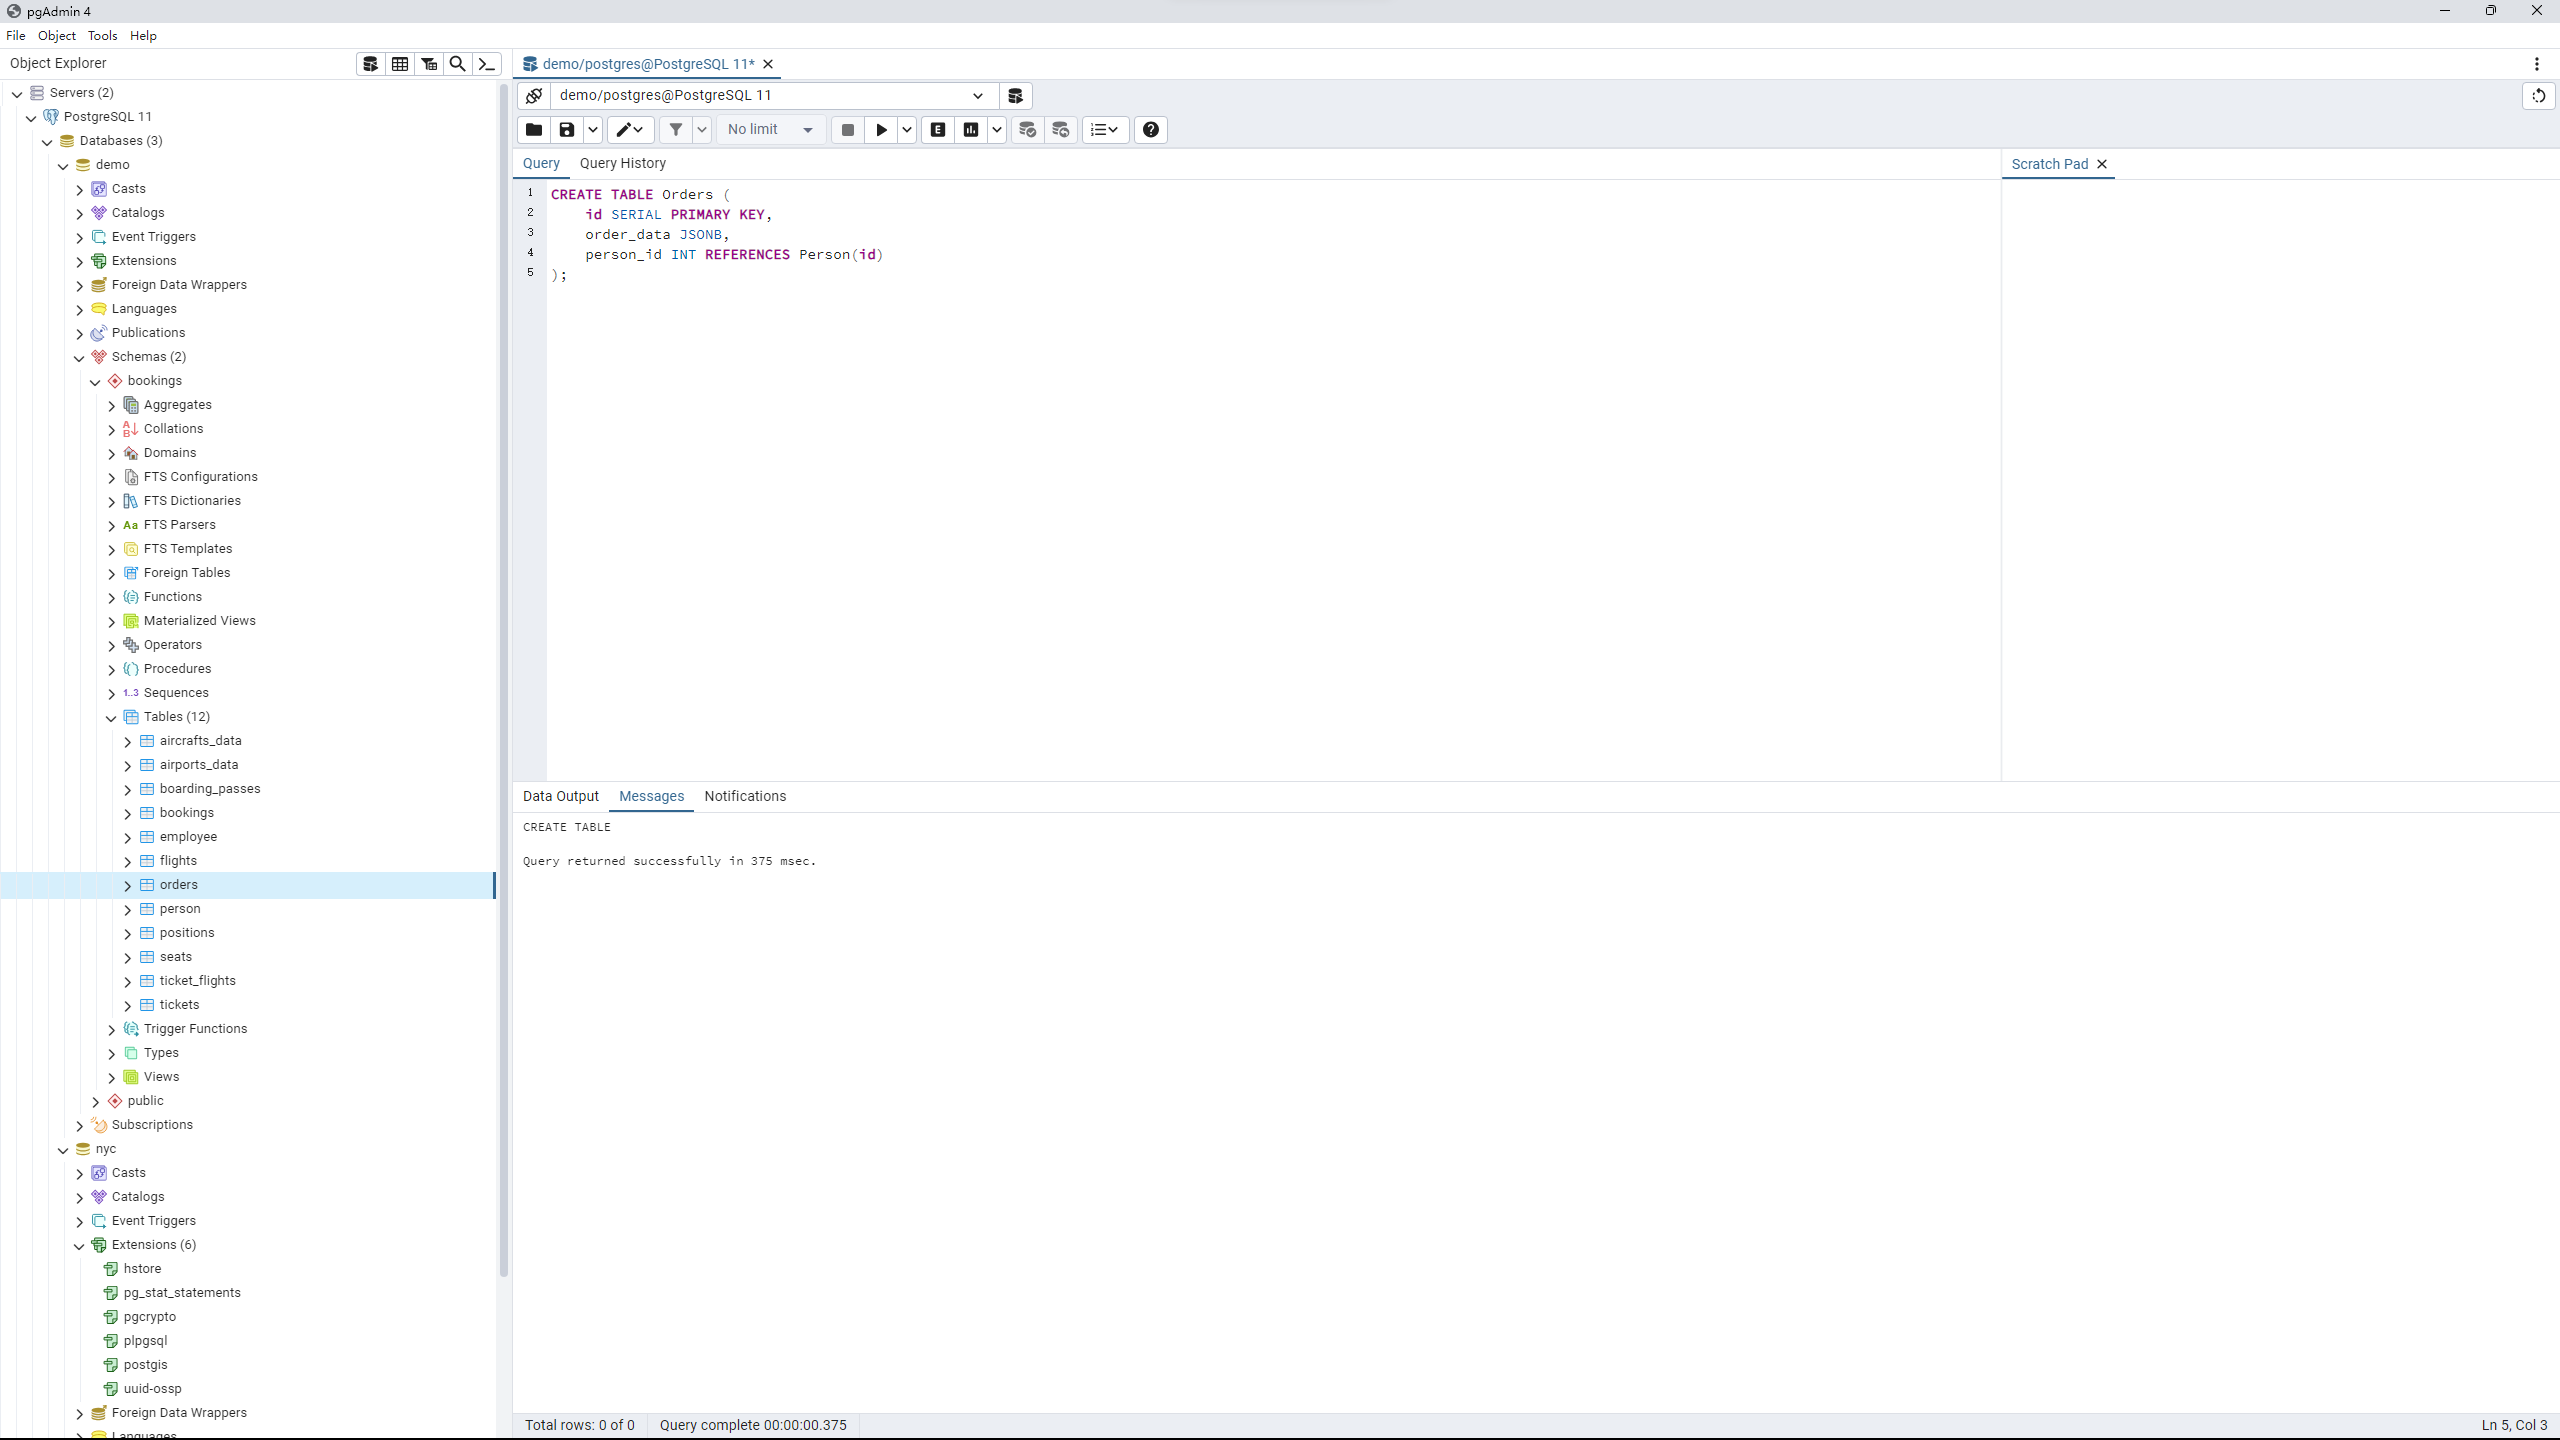 pgAdmin 4
File Object Tools Help
Object Explorer
Servers (2)
PostgreSQL 11
Databases (3)
demo
Casts
Catalogs
Event Triggers
Extensions
Foreign Data Wrappers
Languages
Publications
Schemas (2)
bookings
Aggregates
Collations
Domains
FTS Configurations
FTS Dictionaries
FTS Parsers
FTS Templates
Foreign Tables
Functions
Materialized Views
Operators
Procedures
Sequences
Tables (12)
aircrafts_data
airports_data
boarding_passes
bookings
employee
flights
orders
person
positions
seats
ticket_flights
tickets
Trigger Functions
Types
Views
public
Subscriptions
nyc
Casts
Catalogs
Event Triggers
Extensions (6)
hstore
pg_stat_statements
pgcrypto
plpgsql
postgis
uuid-ossp
Foreign Data Wrappers
Languages
demo/postgres@PostgreSQL 11*
demo/postgres@PostgreSQL 11
No limit
Query Query History
Scratch Pad
1 CREATE TABLE Orders (
2 id SERIAL PRIMARY KEY,
3 order_data JSONB,
4 person_id INT REFERENCES Person(id)
5 );
Data Output Messages Notifications
CREATE TABLE
Query returned successfully in 375 msec.
Total rows: 0 of 0 Query complete 00:00:00.375 Ln 5, Col 3